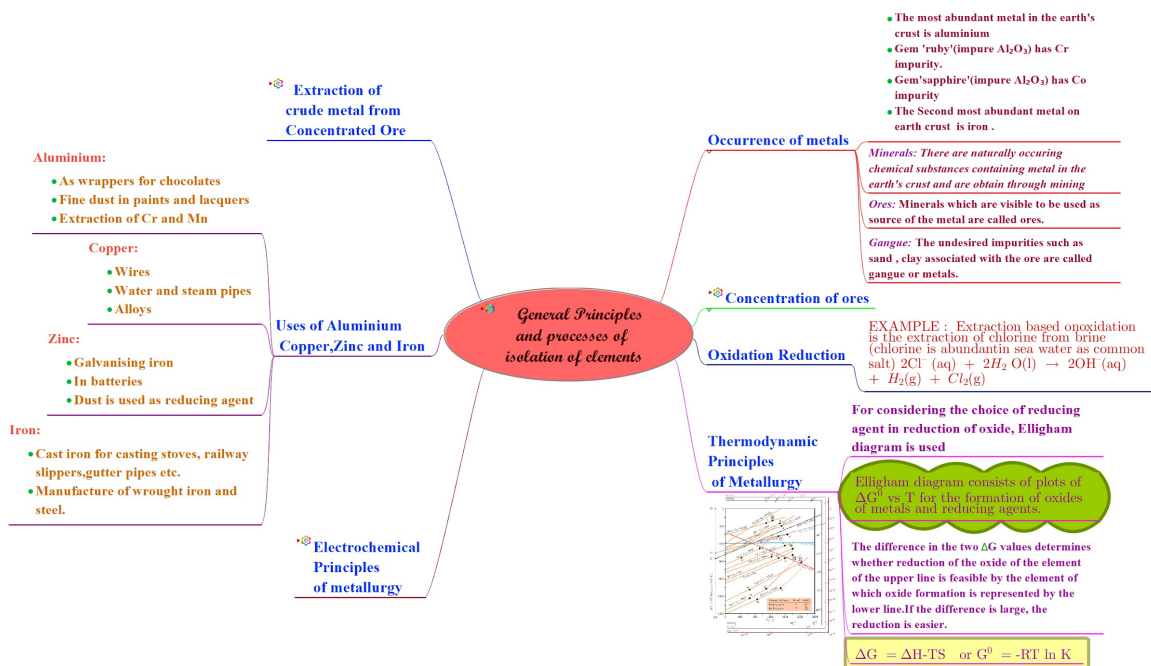 General Principles
and processes of
isolation of elements
Extraction of
crude metal from
Concentrated Ore
Uses of Aluminium
Copper,Zinc and Iron
Aluminium:
As wrappers for chocolates
Fine dust in paints and lacquers
Extraction of Cr and Mn
Copper:
Wires
Water and steam pipes
Alloys
Zinc:
Galvanising iron
In batteries
Dust is used as reducing agent
Iron:
Cast iron for casting stoves, railway
slippers,gutter pipes etc.
Manufacture of wrought iron and
steel.
Electrochemical
Principles
of metallurgy
Occurrence of metals
The most abundant metal in the earth's
crust is aluminium
Gem 'ruby'(impure Al₂O₃) has Cr
impurity.
Gem'sapphire'(impure Al₂O₃) has Co
impurity
The Second most abundant metal on
earth crust is iron .
Minerals: There are naturally occuring
chemical substances containing metal in the
earth's crust and are obtain through mining
Ores: Minerals which are visible to be used as
source of the metal are called ores.
Gangue: The undesired impurities such as
sand , clay associated with the ore are called
gangue or metals.
Concentration of ores
Oxidation Reduction
EXAMPLE : Extraction based onoxidation
is the extraction of chlorine from brine
(chlorine is abundantin sea water as common
salt) 2Cl⁻ (aq) + 2H₂ O(l) → 2OH⁻(aq)
+ H₂(g) + Cl₂(g)
Thermodynamic
Principles
of Metallurgy
For considering the choice of reducing
agent in reduction of oxide, Elligham
diagram is used
Elligham diagram consists of plots of
ΔG⁰ vs T for the formation of oxides
of metals and reducing agents.
The difference in the two ΔG values determines
whether reduction of the oxide of the element
of the upper line is feasible by the element of
which oxide formation is represented by the
lower line.If the difference is large, the
reduction is easier.
ΔG = ΔH-TS or G⁰ = -RT ln K